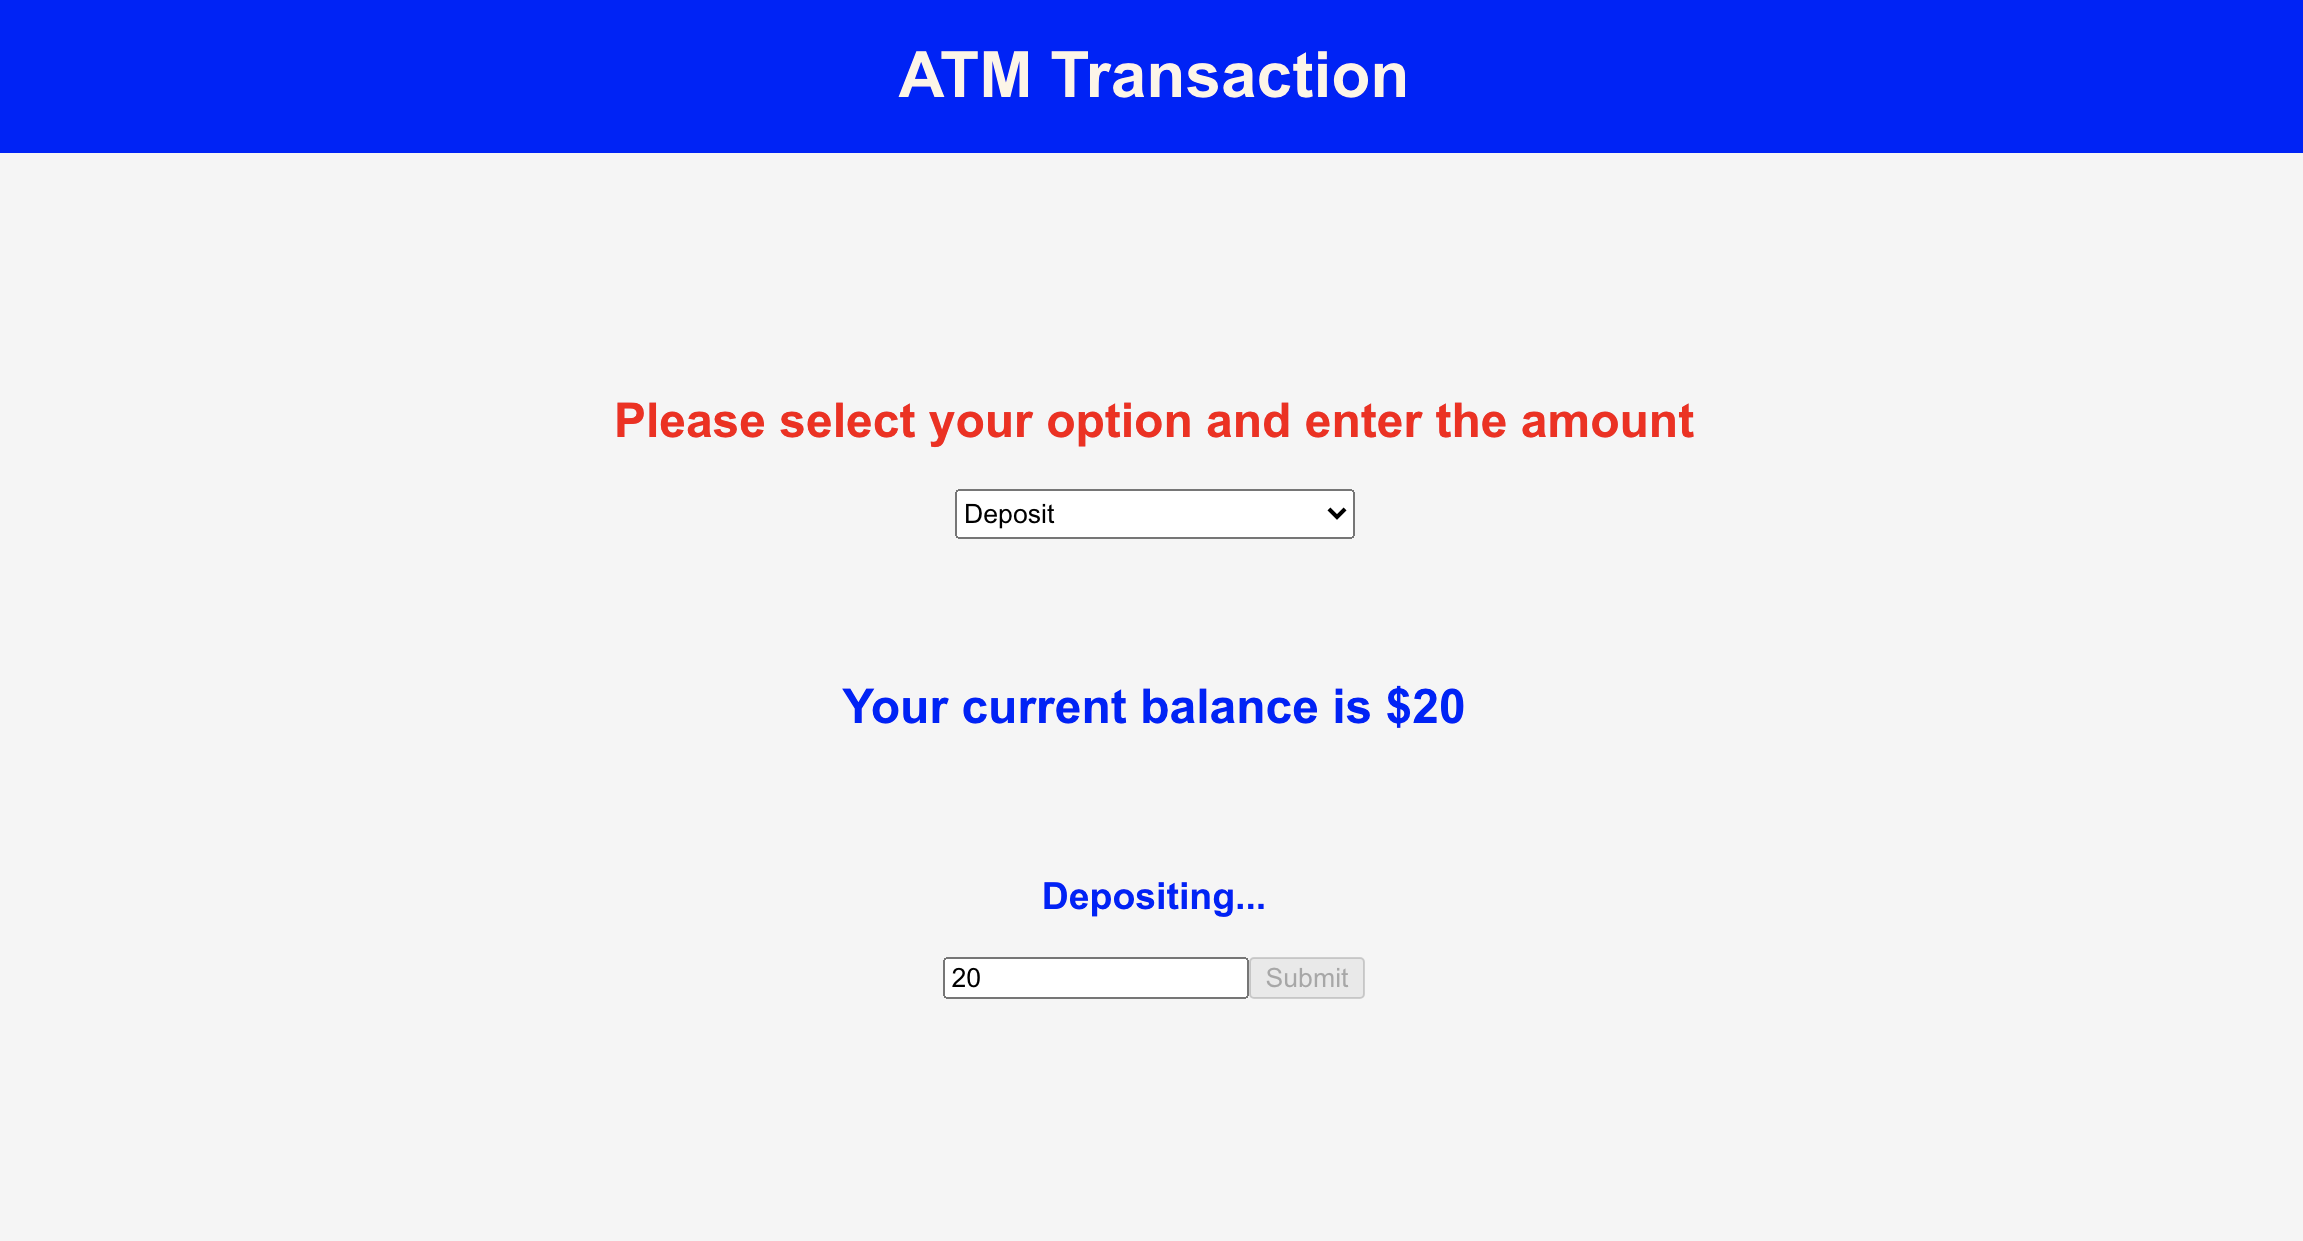 ATM Transaction
Please select your option and enter the amount
Deposit
Your current balance is $20
Depositing...
20 Submit